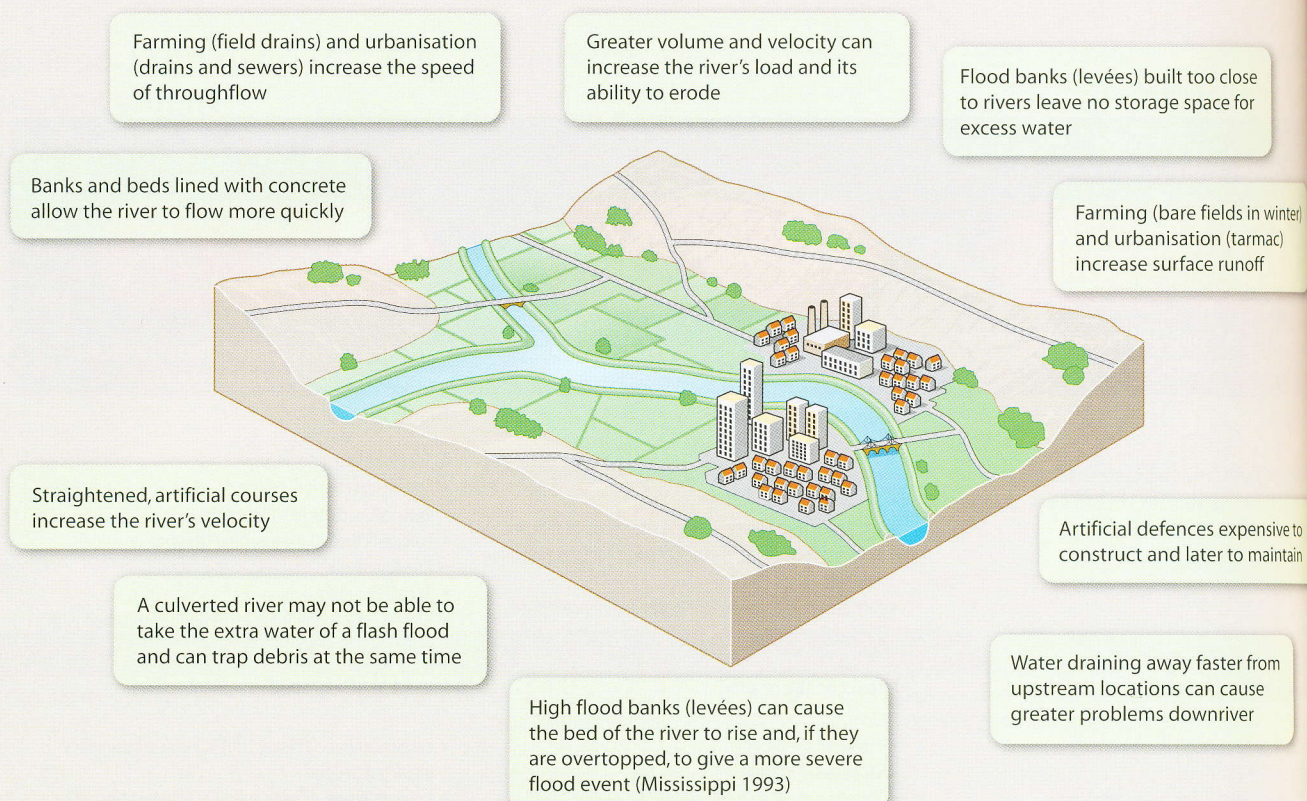 Farming (field drains) and urbanisation
(drains and sewers) increase the speed
of throughflow
Greater volume and velocity can
increase the river's load and its
ability to erode
Flood banks (levées) built too close
to rivers leave no storage space for
excess water
Banks and beds lined with concrete
allow the river to flow more quickly
Farming (bare fields in winter)
and urbanisation (tarmac)
increase surface runoff
Straightened, artificial courses
increase the river's velocity
Artificial defences expensive to
construct and later to maintain
A culverted river may not be able to
take the extra water of a flash flood
and can trap debris at the same time
Water draining away faster from
upstream locations can cause
greater problems downriver
High flood banks (levées) can cause
the bed of the river to rise and, if they
are overtopped, to give a more severe
flood event (Mississippi 1993)